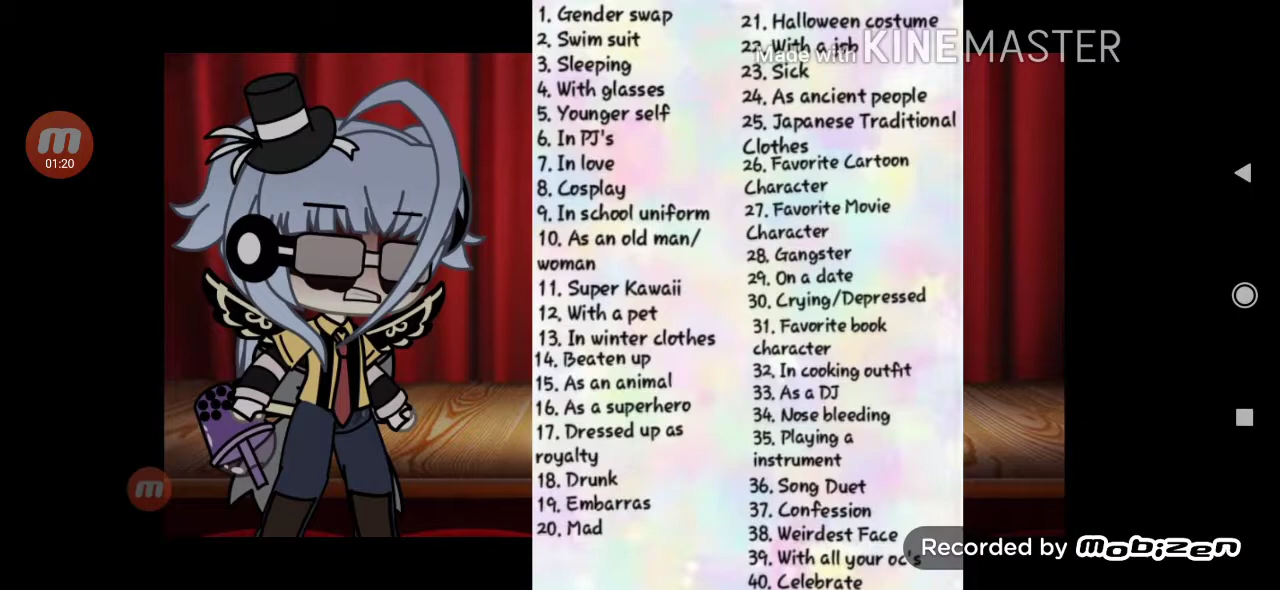 1. Gender swap
2. Swim suit
3. Sleeping
4. With glasses
5. Younger self
6. In PJ's
7. In love
8. Cosplay
9. In school uniform
10. As an old man/
woman
11. Super Kawaii
12. With a pet
13. In winter clothes
14. Beaten up
15. As an animal
16. As a superhero
17. Dressed up as
royalty
18. Drunk
19. Embarras
20. Mad
21. Halloween costume
22. With a
23. Sick
24. As ancient people
25. Japanese Traditional
Clothes
26. Favorite Cartoon
Character
27. Favorite Movie
Character
28. Gangster
29. On a date
30. Crying/Depressed
31. Favorite book
character
32. In cooking outfit
33. As a DJ
34. Nose bleeding
35. Playing a
instrument
36. Song Duet
37. Confession
38. Weirdest Face
39. With all your oc's
40. Celebrate
Made with KINEMASTER
01:20
Recorded by mobizen